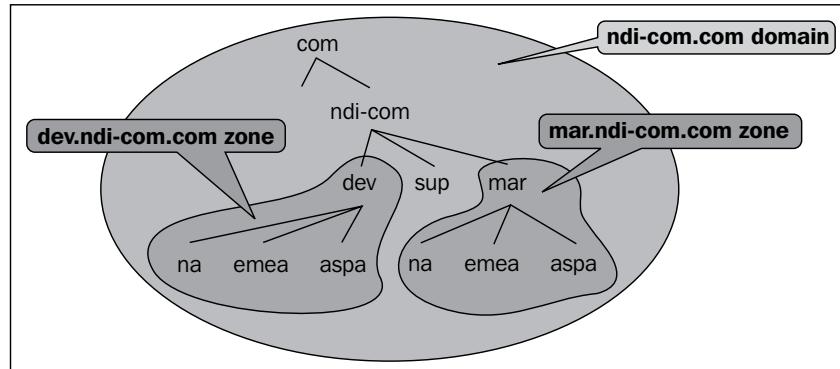 com
ndi-com.com domain
ndi-com
dev.ndi-com.com zone
mar.ndi-com.com zone
dev sup mar
na emea aspa na emea aspa